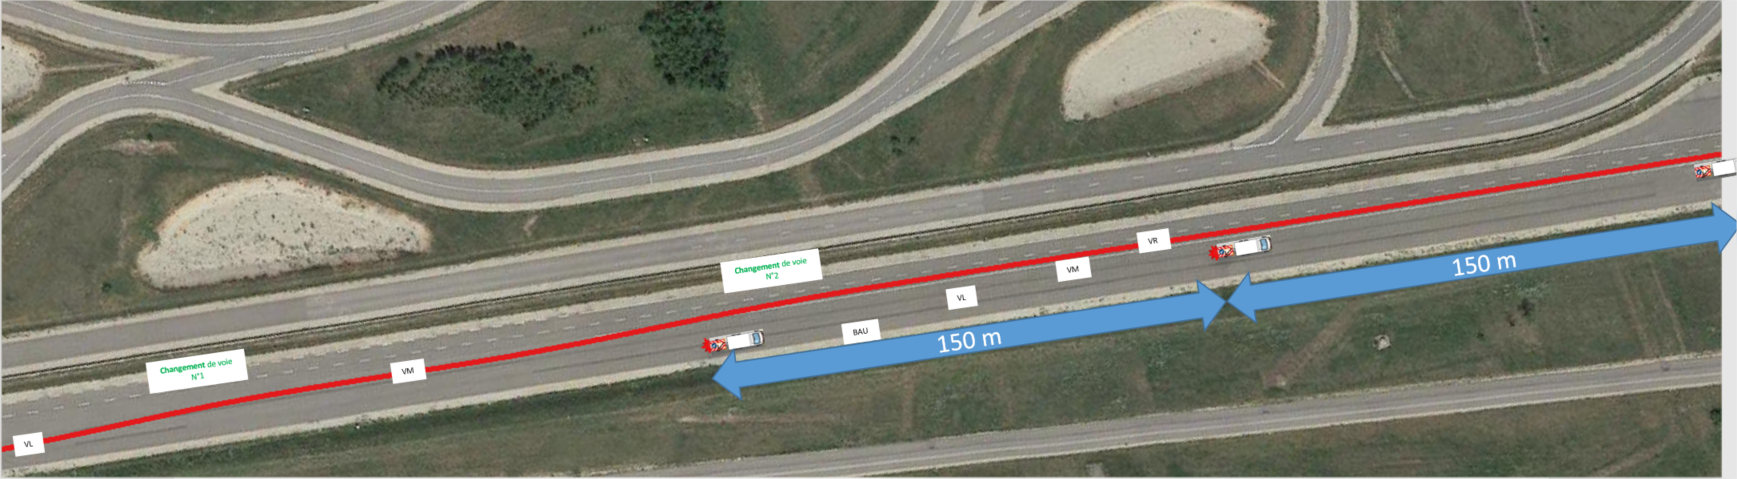 Changement de voie
N°2
VR
VM
VL
BAU
150 m
150 m
Changement de voie
N°1
VM
VL